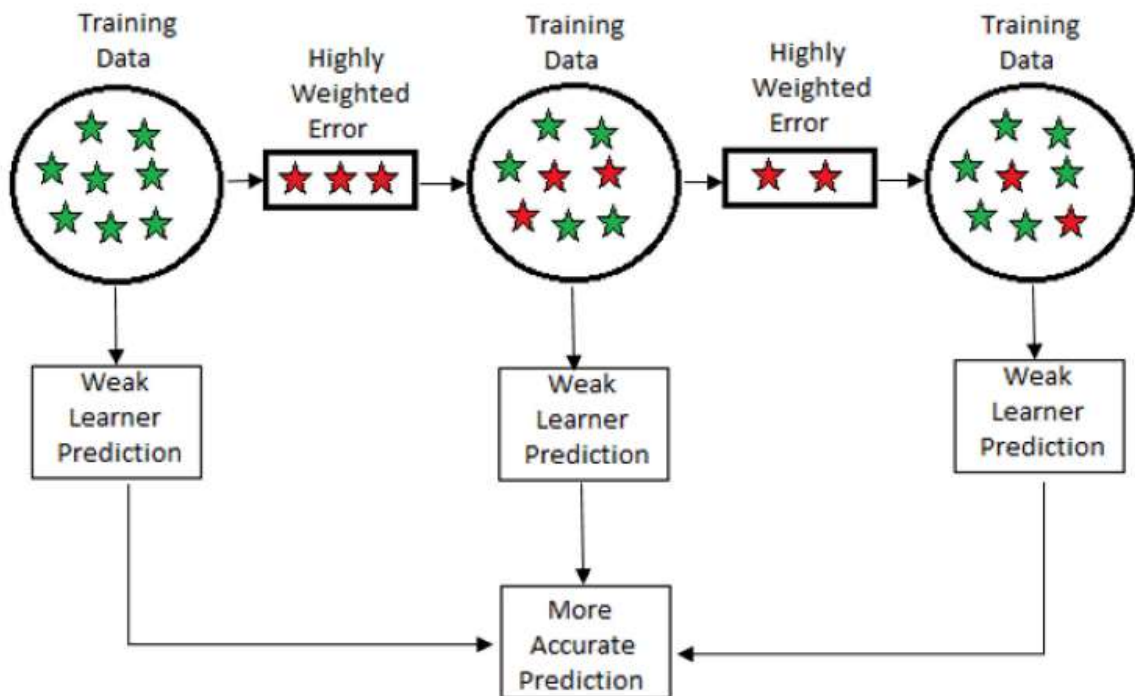 Training
Data
Highly
Weighted
Error
Training
Data
Highly
Weighted
Error
Training
Data
Weak
Learner
Prediction
Weak
Learner
Prediction
Weak
Learner
Prediction
More
Accurate
Prediction